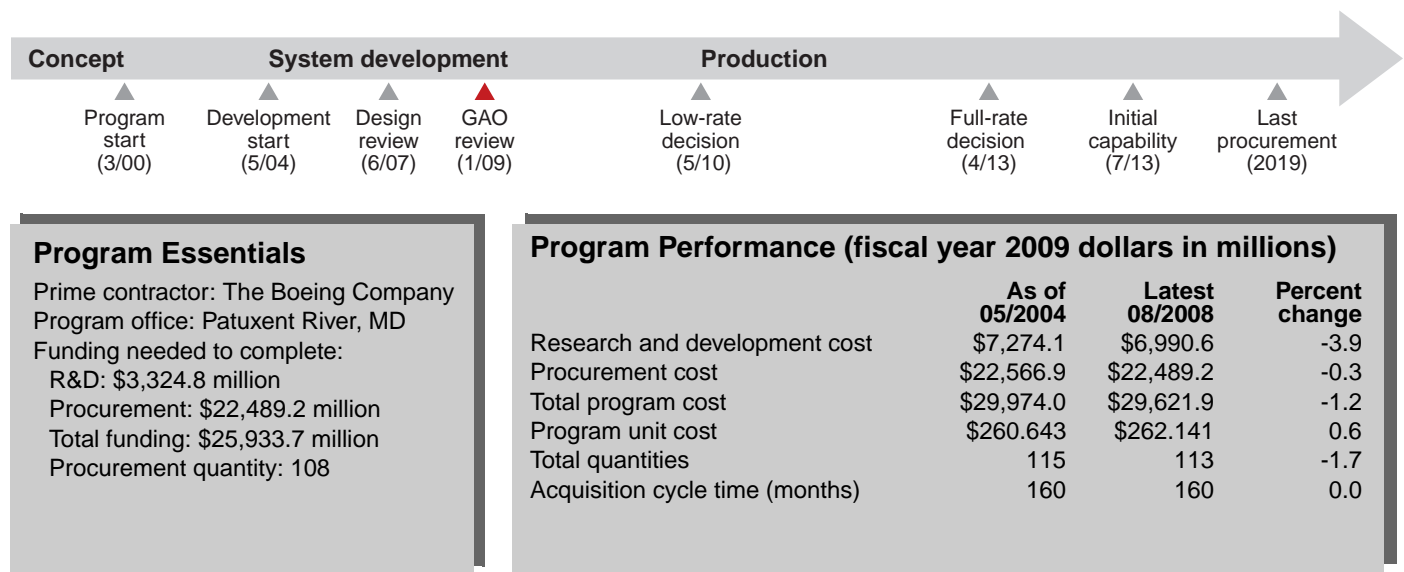 Concept System development Production
Program start (3/00)
Development start (5/04)
Design review (6/07)
GAO review (1/09)
Low-rate decision (5/10)
Full-rate decision (4/13)
Initial capability (7/13)
Last procurement (2019)
Program Essentials
Prime contractor: The Boeing Company
Program office: Patuxent River, MD
Funding needed to complete:
R&D: $3,324.8 million
Procurement: $22,489.2 million
Total funding: $25,933.7 million
Procurement quantity: 108
Program Performance (fiscal year 2009 dollars in millions)
As of 05/2004 Latest 08/2008 Percent change
Research and development cost $7,274.1 $6,990.6 -3.9
Procurement cost $22,566.9 $22,489.2 -0.3
Total program cost $29,974.0 $29,621.9 -1.2
Program unit cost $260.643 $262.141 0.6
Total quantities 115 113 -1.7
Acquisition cycle time (months) 160 160 0.0